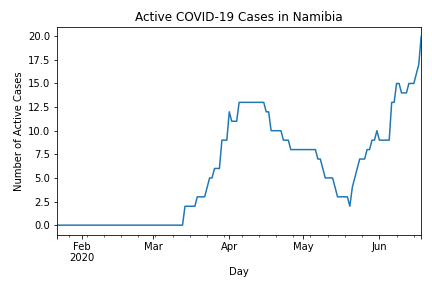 Active COVID-19 Cases in Namibia
Number of Active Cases
20.0
17.5
15.0
12.5
10.0
7.5
5.0
2.5
0.0
Feb Mar Apr May Jun
2020
Day